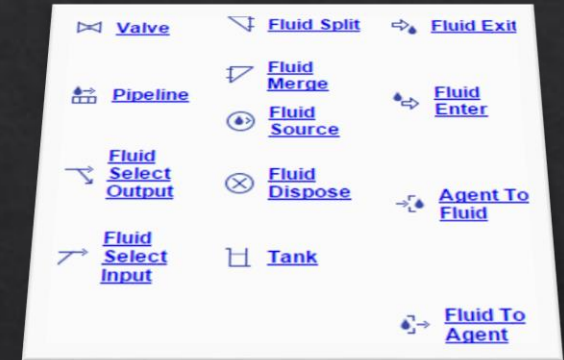 Valve
Pipeline
Fluid
Select
Output
Fluid
Select
Input
Fluid Split
Fluid
Merge
Fluid
Source
Fluid
Dispose
Tank
Fluid Exit
Fluid
Enter
Agent To
Fluid
Fluid To
Agent